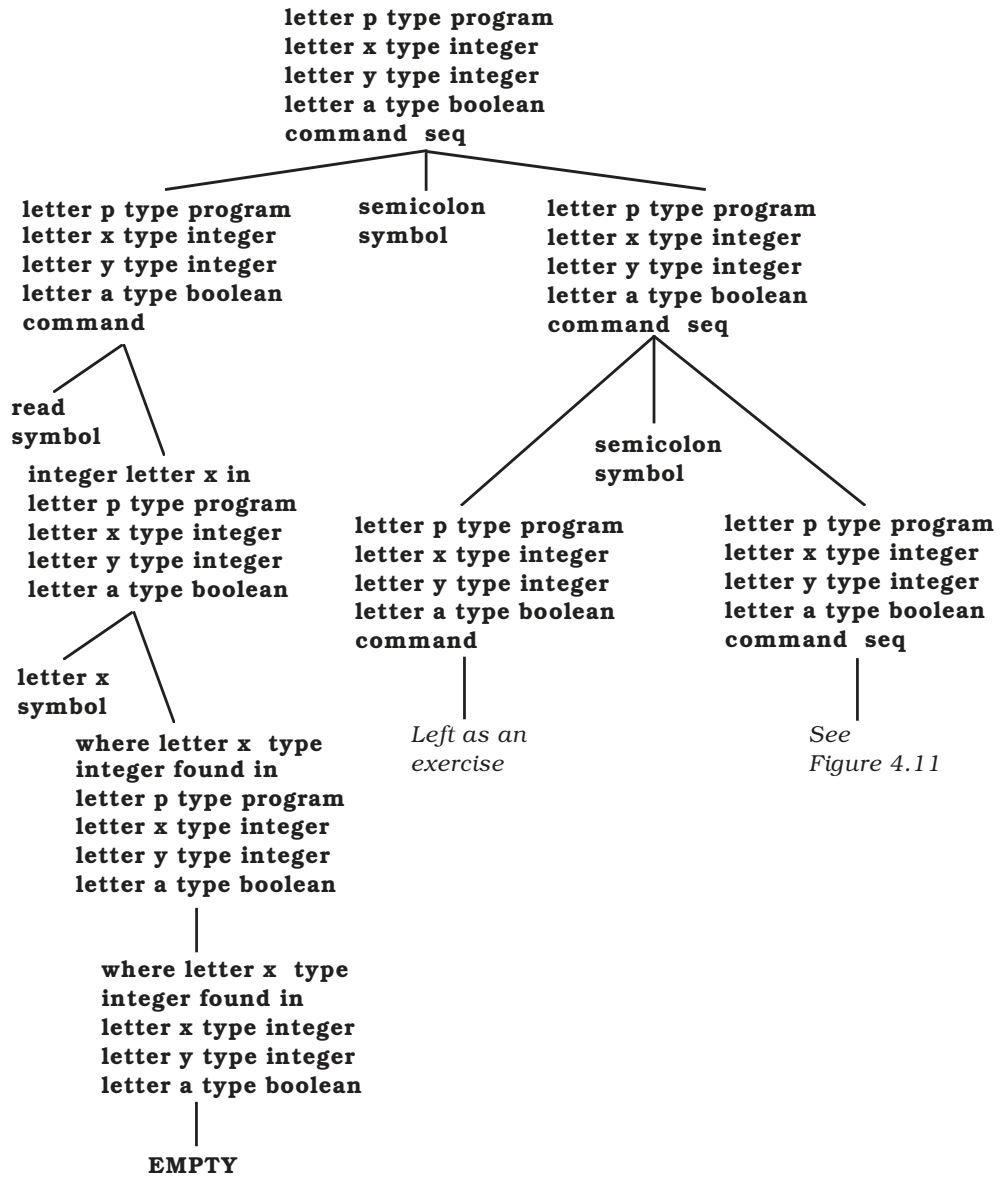 letter p type program
letter x type integer
letter y type integer
letter a type boolean
command seq
letter p type program
letter x type integer
letter y type integer
letter a type boolean
command
semicolon
symbol
letter p type program
letter x type integer
letter y type integer
letter a type boolean
command seq
read
symbol
integer letter x in
letter p type program
letter x type integer
letter y type integer
letter a type boolean
semicolon
symbol
letter p type program
letter x type integer
letter y type integer
letter a type boolean
command
letter p type program
letter x type integer
letter y type integer
letter a type boolean
command seq
letter x
symbol
where letter x type
integer found in
letter p type program
letter x type integer
letter y type integer
letter a type boolean
Left as an
exercise
See
Figure 4.11
where letter x type
integer found in
letter x type integer
letter y type integer
letter a type boolean
EMPTY